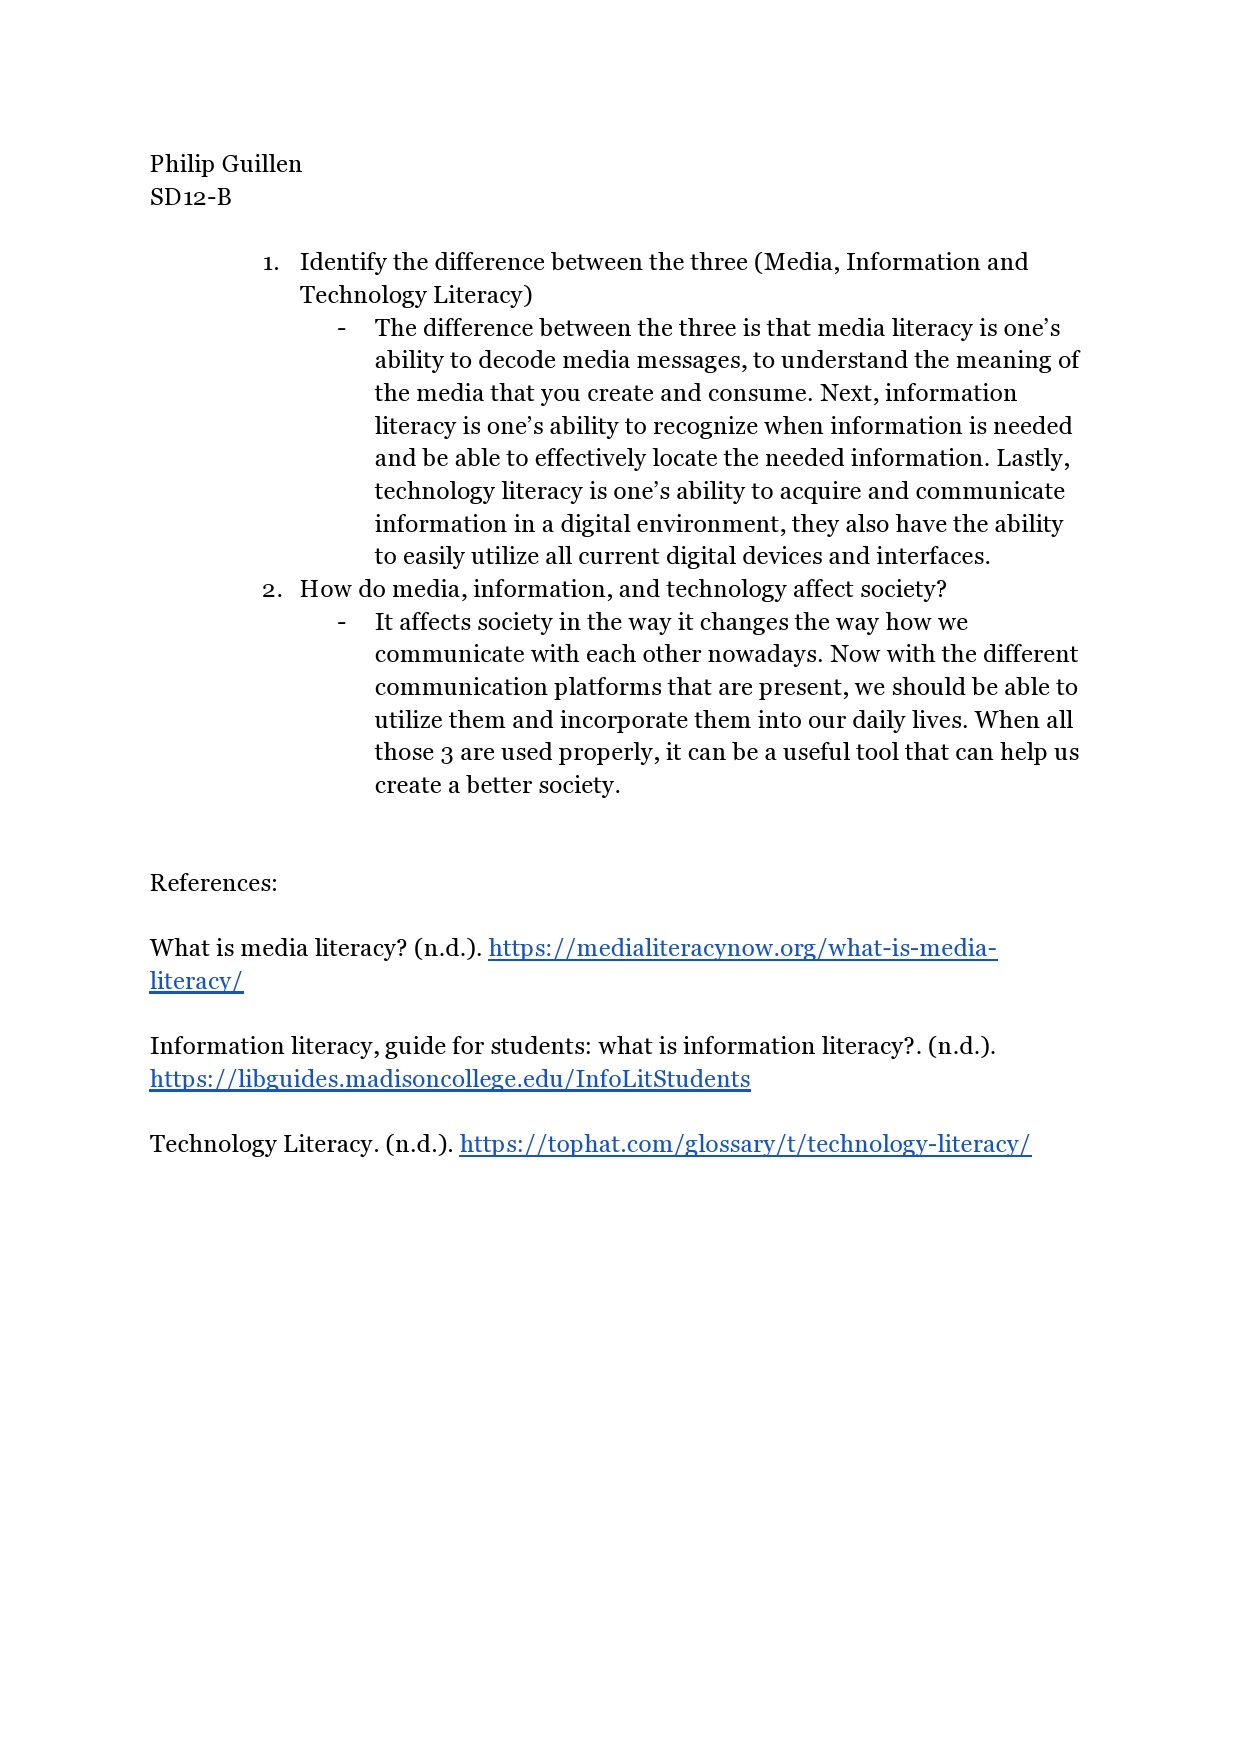 Philip Guillen
SD12-B
1. Identify the difference between the three (Media, Information and
Technology Literacy)
- The difference between the three is that media literacy is one’s
ability to decode media messages, to understand the meaning of
the media that you create and consume. Next, information
literacy is one’s ability to recognize when information is needed
and be able to effectively locate the needed information. Lastly,
technology literacy is one’s ability to acquire and communicate
information in a digital environment, they also have the ability
to easily utilize all current digital devices and interfaces.
2. How do media, information, and technology affect society?
- It affects society in the way it changes the way how we
communicate with each other nowadays. Now with the different
communication platforms that are present, we should be able to
utilize them and incorporate them into our daily lives. When all
those 3 are used properly, it can be a useful tool that can help us
create a better society.
References:
What is media literacy? (n.d.). https://medialiteracynow.org/what-is-media-
literacy/
Information literacy, guide for students: what is information literacy?. (n.d.).
https://libguides.madisoncollege.edu/InfoLitStudents
Technology Literacy. (n.d.). https://tophat.com/glossary/t/technology-literacy/